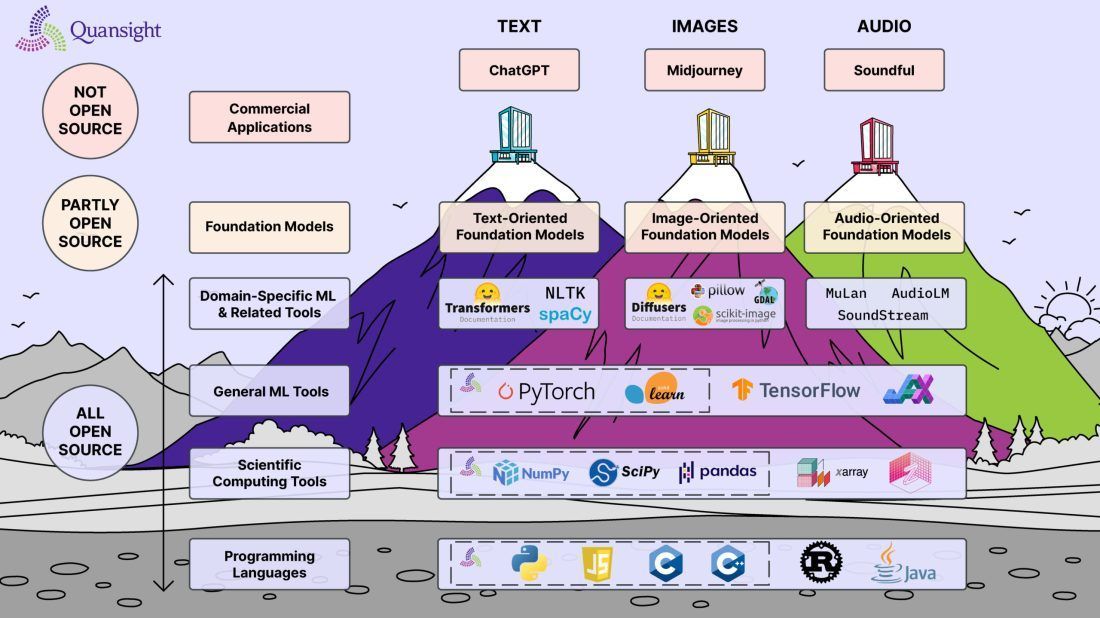 Quansight
TEXT
IMAGES
AUDIO
ChatGPT
Midjourney
Soundful
NOT
OPEN
SOURCE
Commercial
Applications
PARTLY
OPEN
SOURCE
Foundation Models
Text-Oriented
Foundation Models
Image-Oriented
Foundation Models
Audio-Oriented
Foundation Models
Domain-Specific ML
& Related Tools
Transformers
Documentation
NLTK
spaCy
Diffusers
Documentation
pillow
GDAL
scikit-image
image processing in python
MuLan
AudioLM
SoundStream
ALL
OPEN
SOURCE
General ML Tools
PyTorch
scikit
learn
TensorFlow
JAX
Scientific
Computing Tools
NumPy
SciPy
pandas
xarray
Programming
Languages
JS
C
C++
R
Java